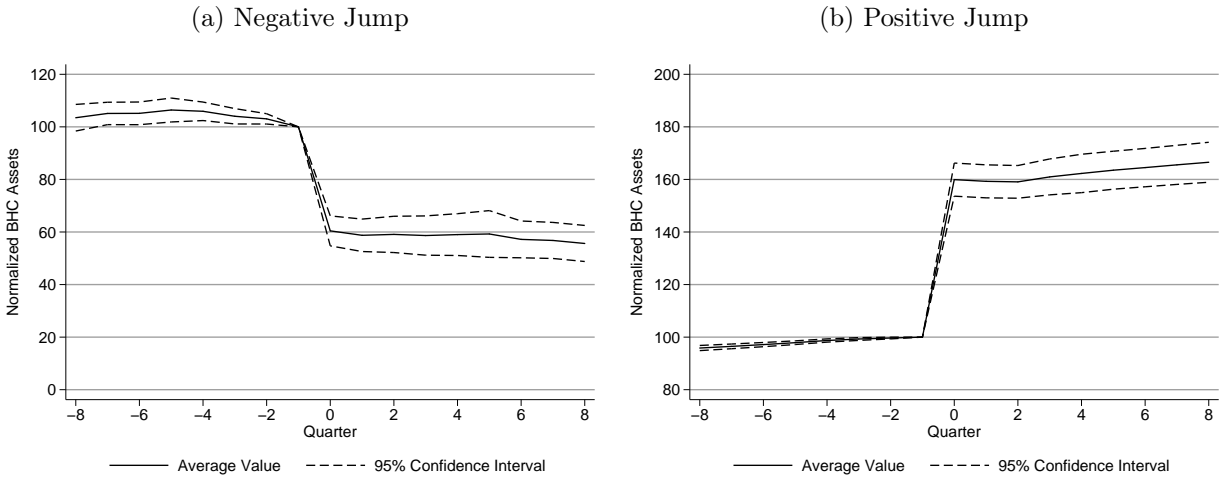 (a) Negative Jump
120
100
80
60
40
20
0
Normalized BHC Assets
−8 −6 −4 −2 0 2 4 6 8
Quarter
Average Value 95% Confidence Interval
(b) Positive Jump
200
180
160
140
120
100
80
Normalized BHC Assets
−8 −6 −4 −2 0 2 4 6 8
Quarter
Average Value 95% Confidence Interval